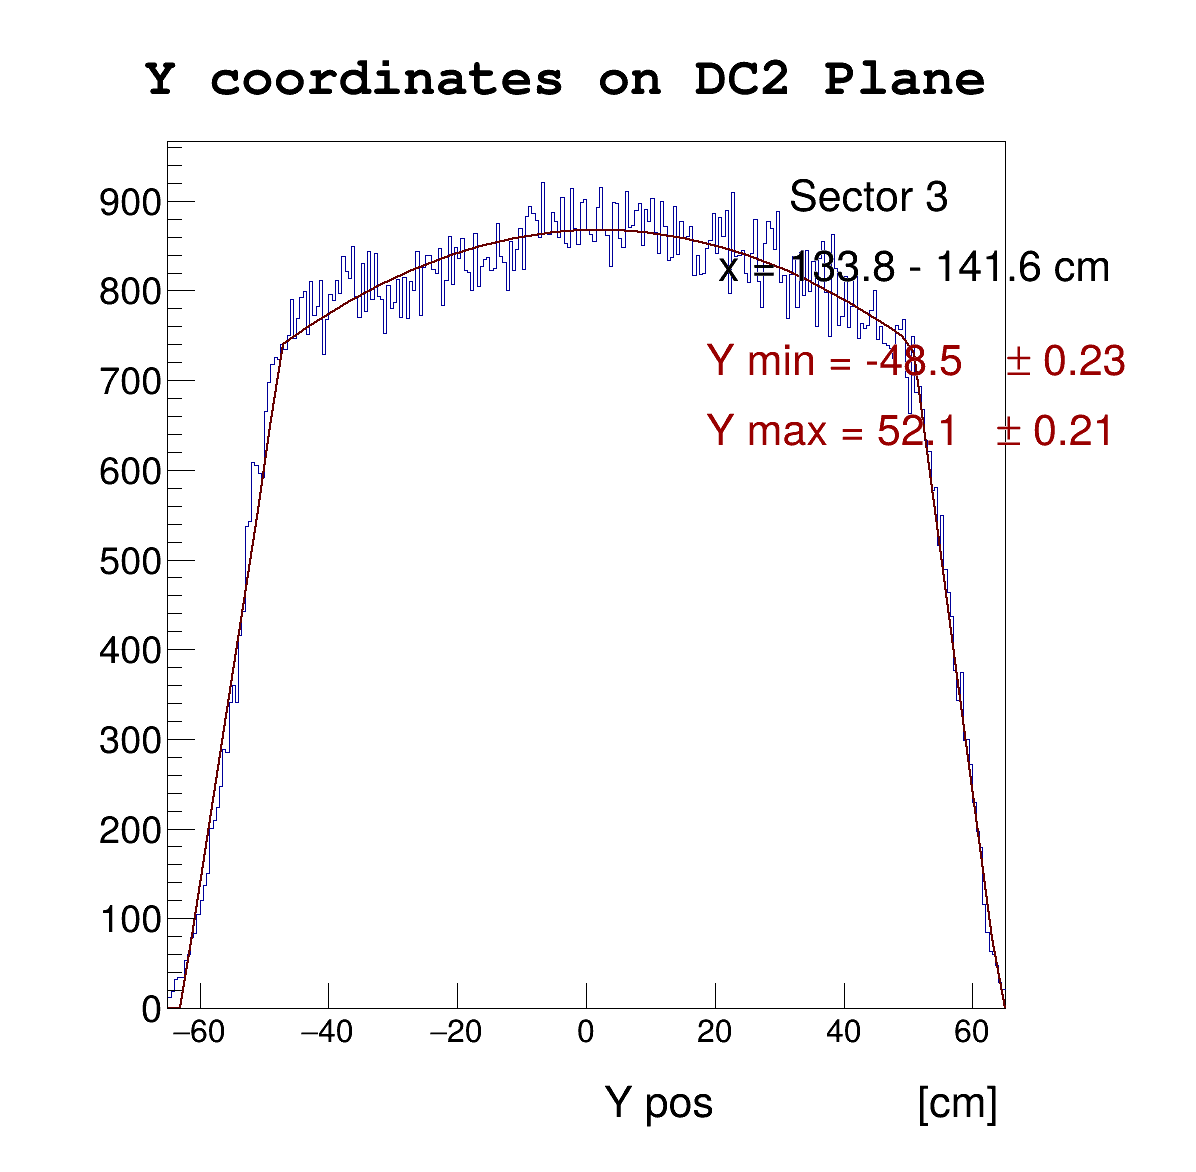 Y coordinates on DC2 Plane
Sector 3
x = 133.8 - 141.6 cm
Y min = -48.5 ± 0.23
Y max = 52.1 ± 0.21
900
800
700
600
500
400
300
200
100
0
−60 −40 −20 0 20 40 60
Y pos [cm]